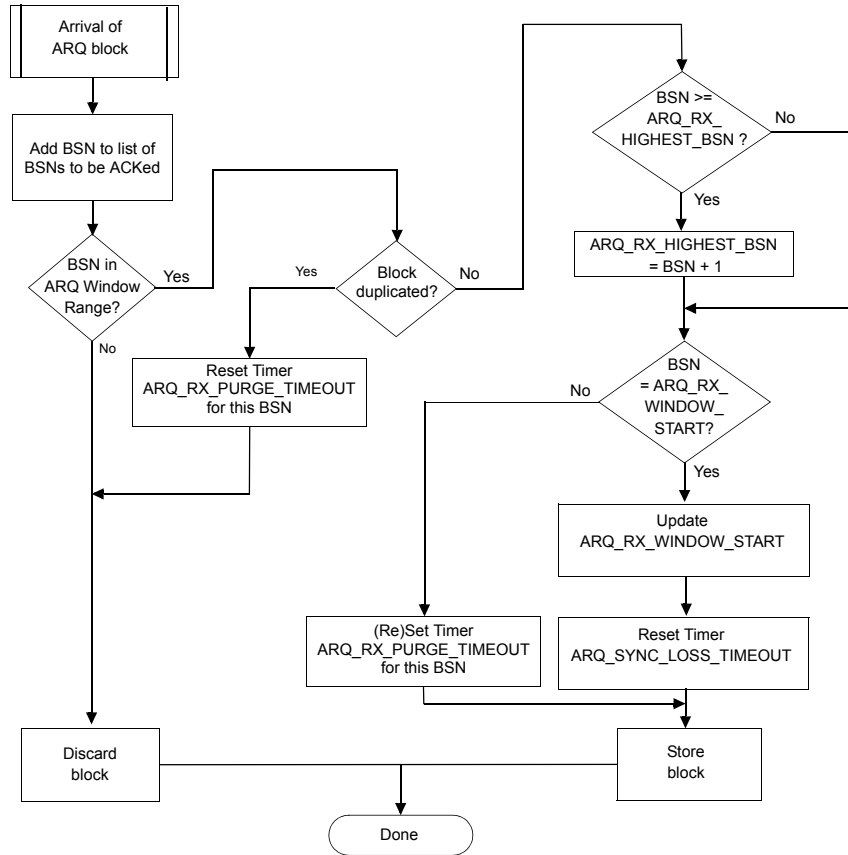 Arrival of
ARQ block
Add BSN to list of
BSNs to be ACKed
BSN in
ARQ Window
Range?
Yes
No
Block
duplicated?
Yes
No
Reset Timer
ARQ_RX_PURGE_TIMEOUT
for this BSN
BSN >=
ARQ_RX_
HIGHEST_BSN ?
No
Yes
ARQ_RX_HIGHEST_BSN
= BSN + 1
BSN
= ARQ_RX_
WINDOW_
START?
No
Yes
Update
ARQ_RX_WINDOW_START
(Re)Set Timer
ARQ_RX_PURGE_TIMEOUT
for this BSN
Reset Timer
ARQ_SYNC_LOSS_TIMEOUT
Discard
block
Store
block
Done